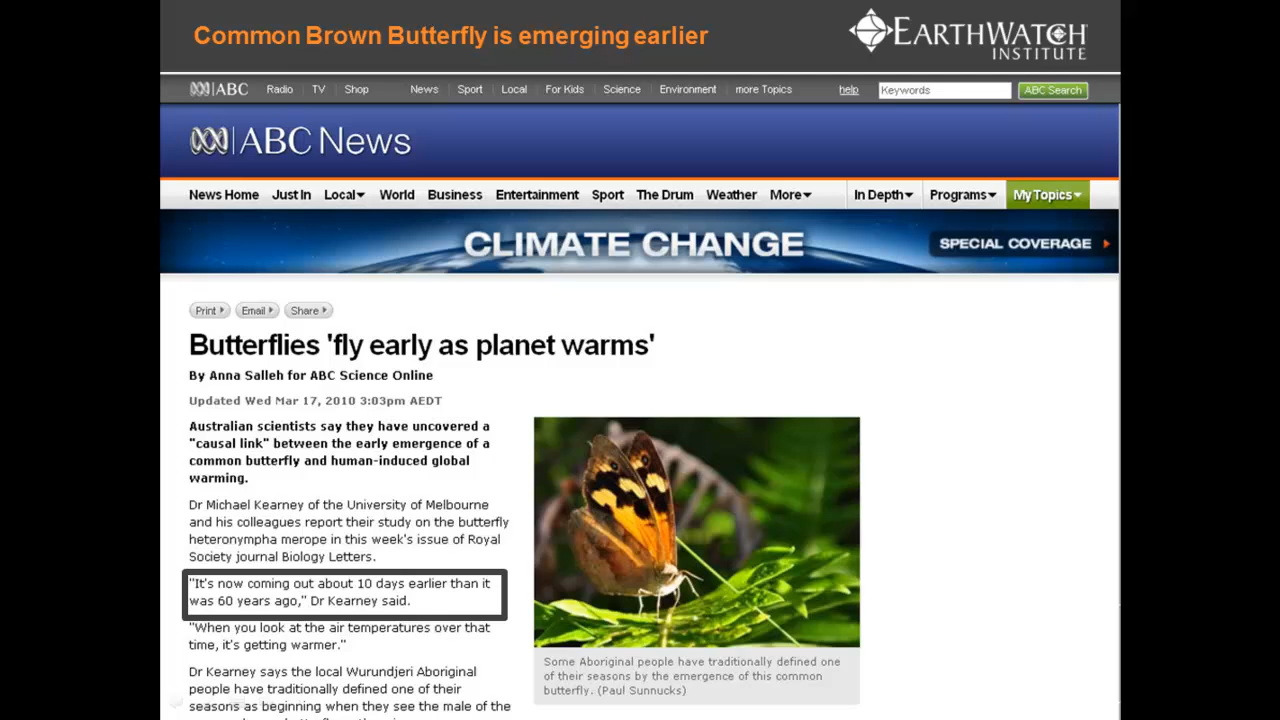 Common Brown Butterfly is emerging earlier
EARTHWATCH
INSTITUTE
ABC Radio TV Shop News Sport Local For Kids Science Environment more Topics help Keywords ABC Search
ABC News
News Home Just In Local World Business Entertainment Sport The Drum Weather More In Depth Programs My Topics
CLIMATE CHANGE
SPECIAL COVERAGE
Print Email Share
Butterflies 'fly early as planet warms'
By Anna Salleh for ABC Science Online
Updated Wed Mar 17, 2010 3:03pm AEDT
Australian scientists say they have uncovered a
"causal link" between the early emergence of a
common butterfly and human-induced global
warming.
Dr Michael Kearney of the University of Melbourne
and his colleagues report their study on the butterfly
heteronympha merope in this week's issue of Royal
Society journal Biology Letters.
"It's now coming out about 10 days earlier than it
was 60 years ago," Dr Kearney said.
"When you look at the air temperatures over that
time, it's getting warmer."
Dr Kearney says the local Wurundjeri Aboriginal
people have traditionally defined one of their
seasons as beginning when they see the male of the
Some Aboriginal people have traditionally defined one
of their seasons by the emergence of this common
butterfly. (Paul Sunnucks)